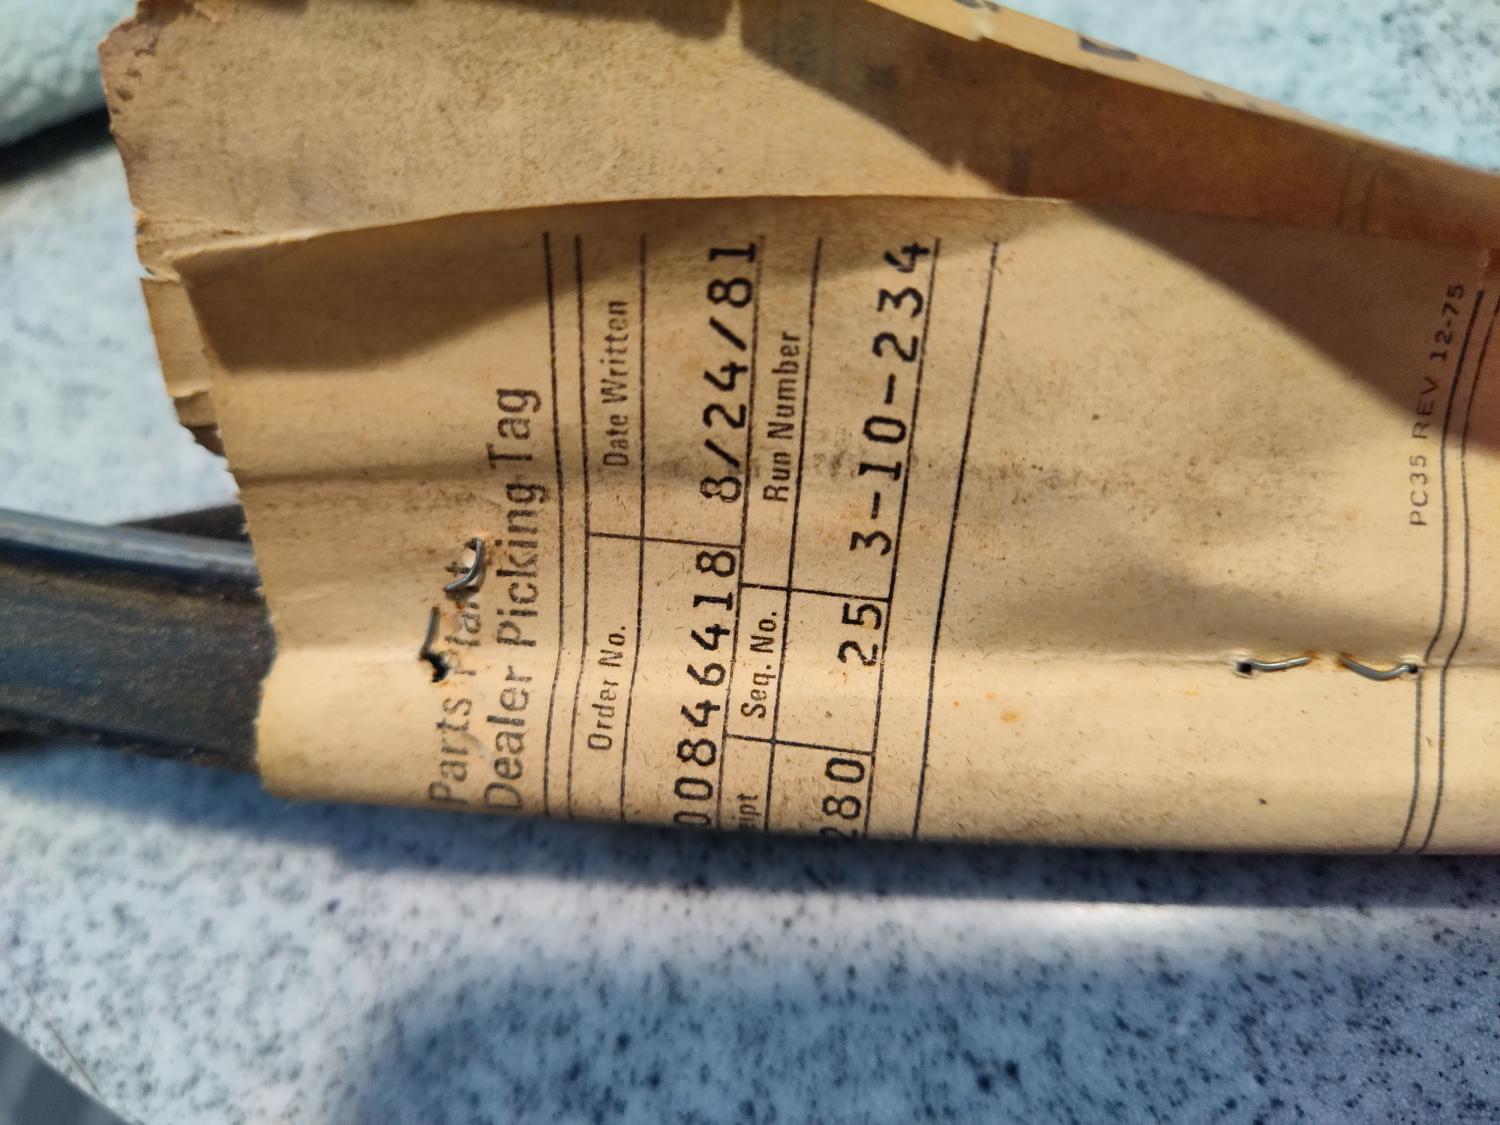 Parts Plant
Dealer Picking Tag
Order No. Date Written
00846418 8/24/81
eipt Seq. No. Run Number
280 25 3-10-234
PC35 REV 12-75